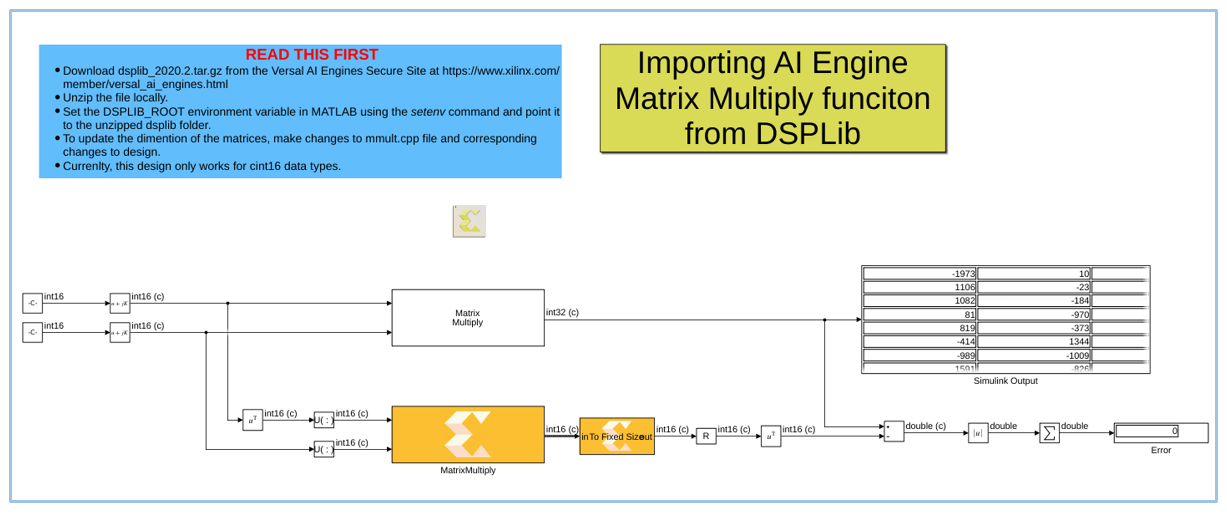 READ THIS FIRST
Download dsplib_2020.2.tar.gz from the Versal AI Engines Secure Site at https://www.xilinx.com/
member/versal_ai_engines.html
Unzip the file locally.
Set the DSPLIB_ROOT environment variable in MATLAB using the setenv command and point it
to the unzipped dsplib folder.
To update the dimention of the matrices, make changes to mmult.cpp file and corresponding
changes to design.
Currenlty, this design only works for cint16 data types.
Importing AI Engine
Matrix Multiply funciton
from DSPLib
-C-
int16
int16 (c)
-C-
int16
int16 (c)
Matrix
Multiply
int32 (c)
-1973 10
1106 -23
1082 -184
81 -970
819 -373
-414 1344
-989 -1009
1591 -826
Simulink Output
uT
int16 (c)
U( : )
int16 (c)
U( : )
int16 (c)
MatrixMultiply
int16 (c)
in To Fixed Size out
int16 (c)
R
int16 (c)
uT
int16 (c)
+
-
double (c)
|u|
double
∑
double
0
Error